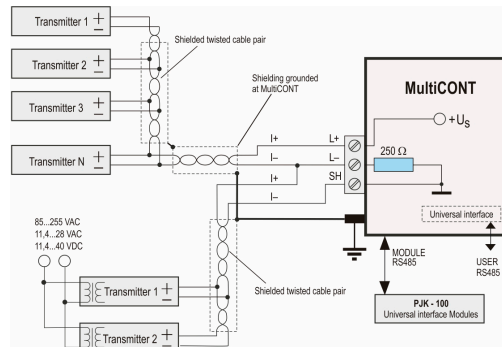 Transmitter 1 + –
Shielded twisted cable pair
Transmitter 2 + –
Shielding grounded
at MultiCONT
MultiCONT
Transmitter 3 + –
+US
I+ L+
250 Ω
Transmitter N + –
L–
I+
SH
I–
Universal interface
85...255 VAC
11,4...28 VAC
11,4...40 VDC
MODULE
RS485
USER
RS485
Transmitter 1 + –
Shielded twisted cable pair
PJK - 100
Universal interface Modules
Transmitter 2 + –